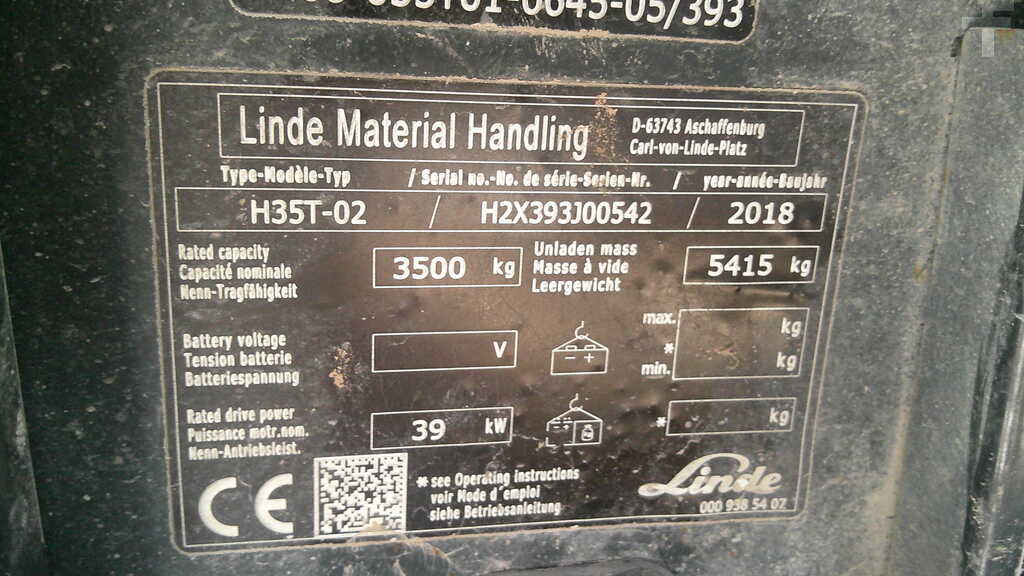 -0645-05/393
Linde Material Handling
D-63743 Aschaffenburg
Carl-von-Linde-Platz
Type-Modèle-Typ / Serial no.-No. de série-Serien-Nr. / year-année-Baujahr
H35T-02 / H2X393J00542 / 2018
Rated capacity
Capacité nominale
Nenn-Tragfähigkeit
3500 kg
Unladen mass
Masse à vide
Leergewicht
5415 kg
Battery voltage
Tension batterie
Batteriespannung
V
- +
max. kg
*
min. kg
Rated drive power
Puissance motr.nom.
Nenn-Antriebsleist.
39 kW
* kg
CE
* see Operating instructions
voir Mode d'emploi
siehe Betriebsanleitung
Linde
000 938 54 07